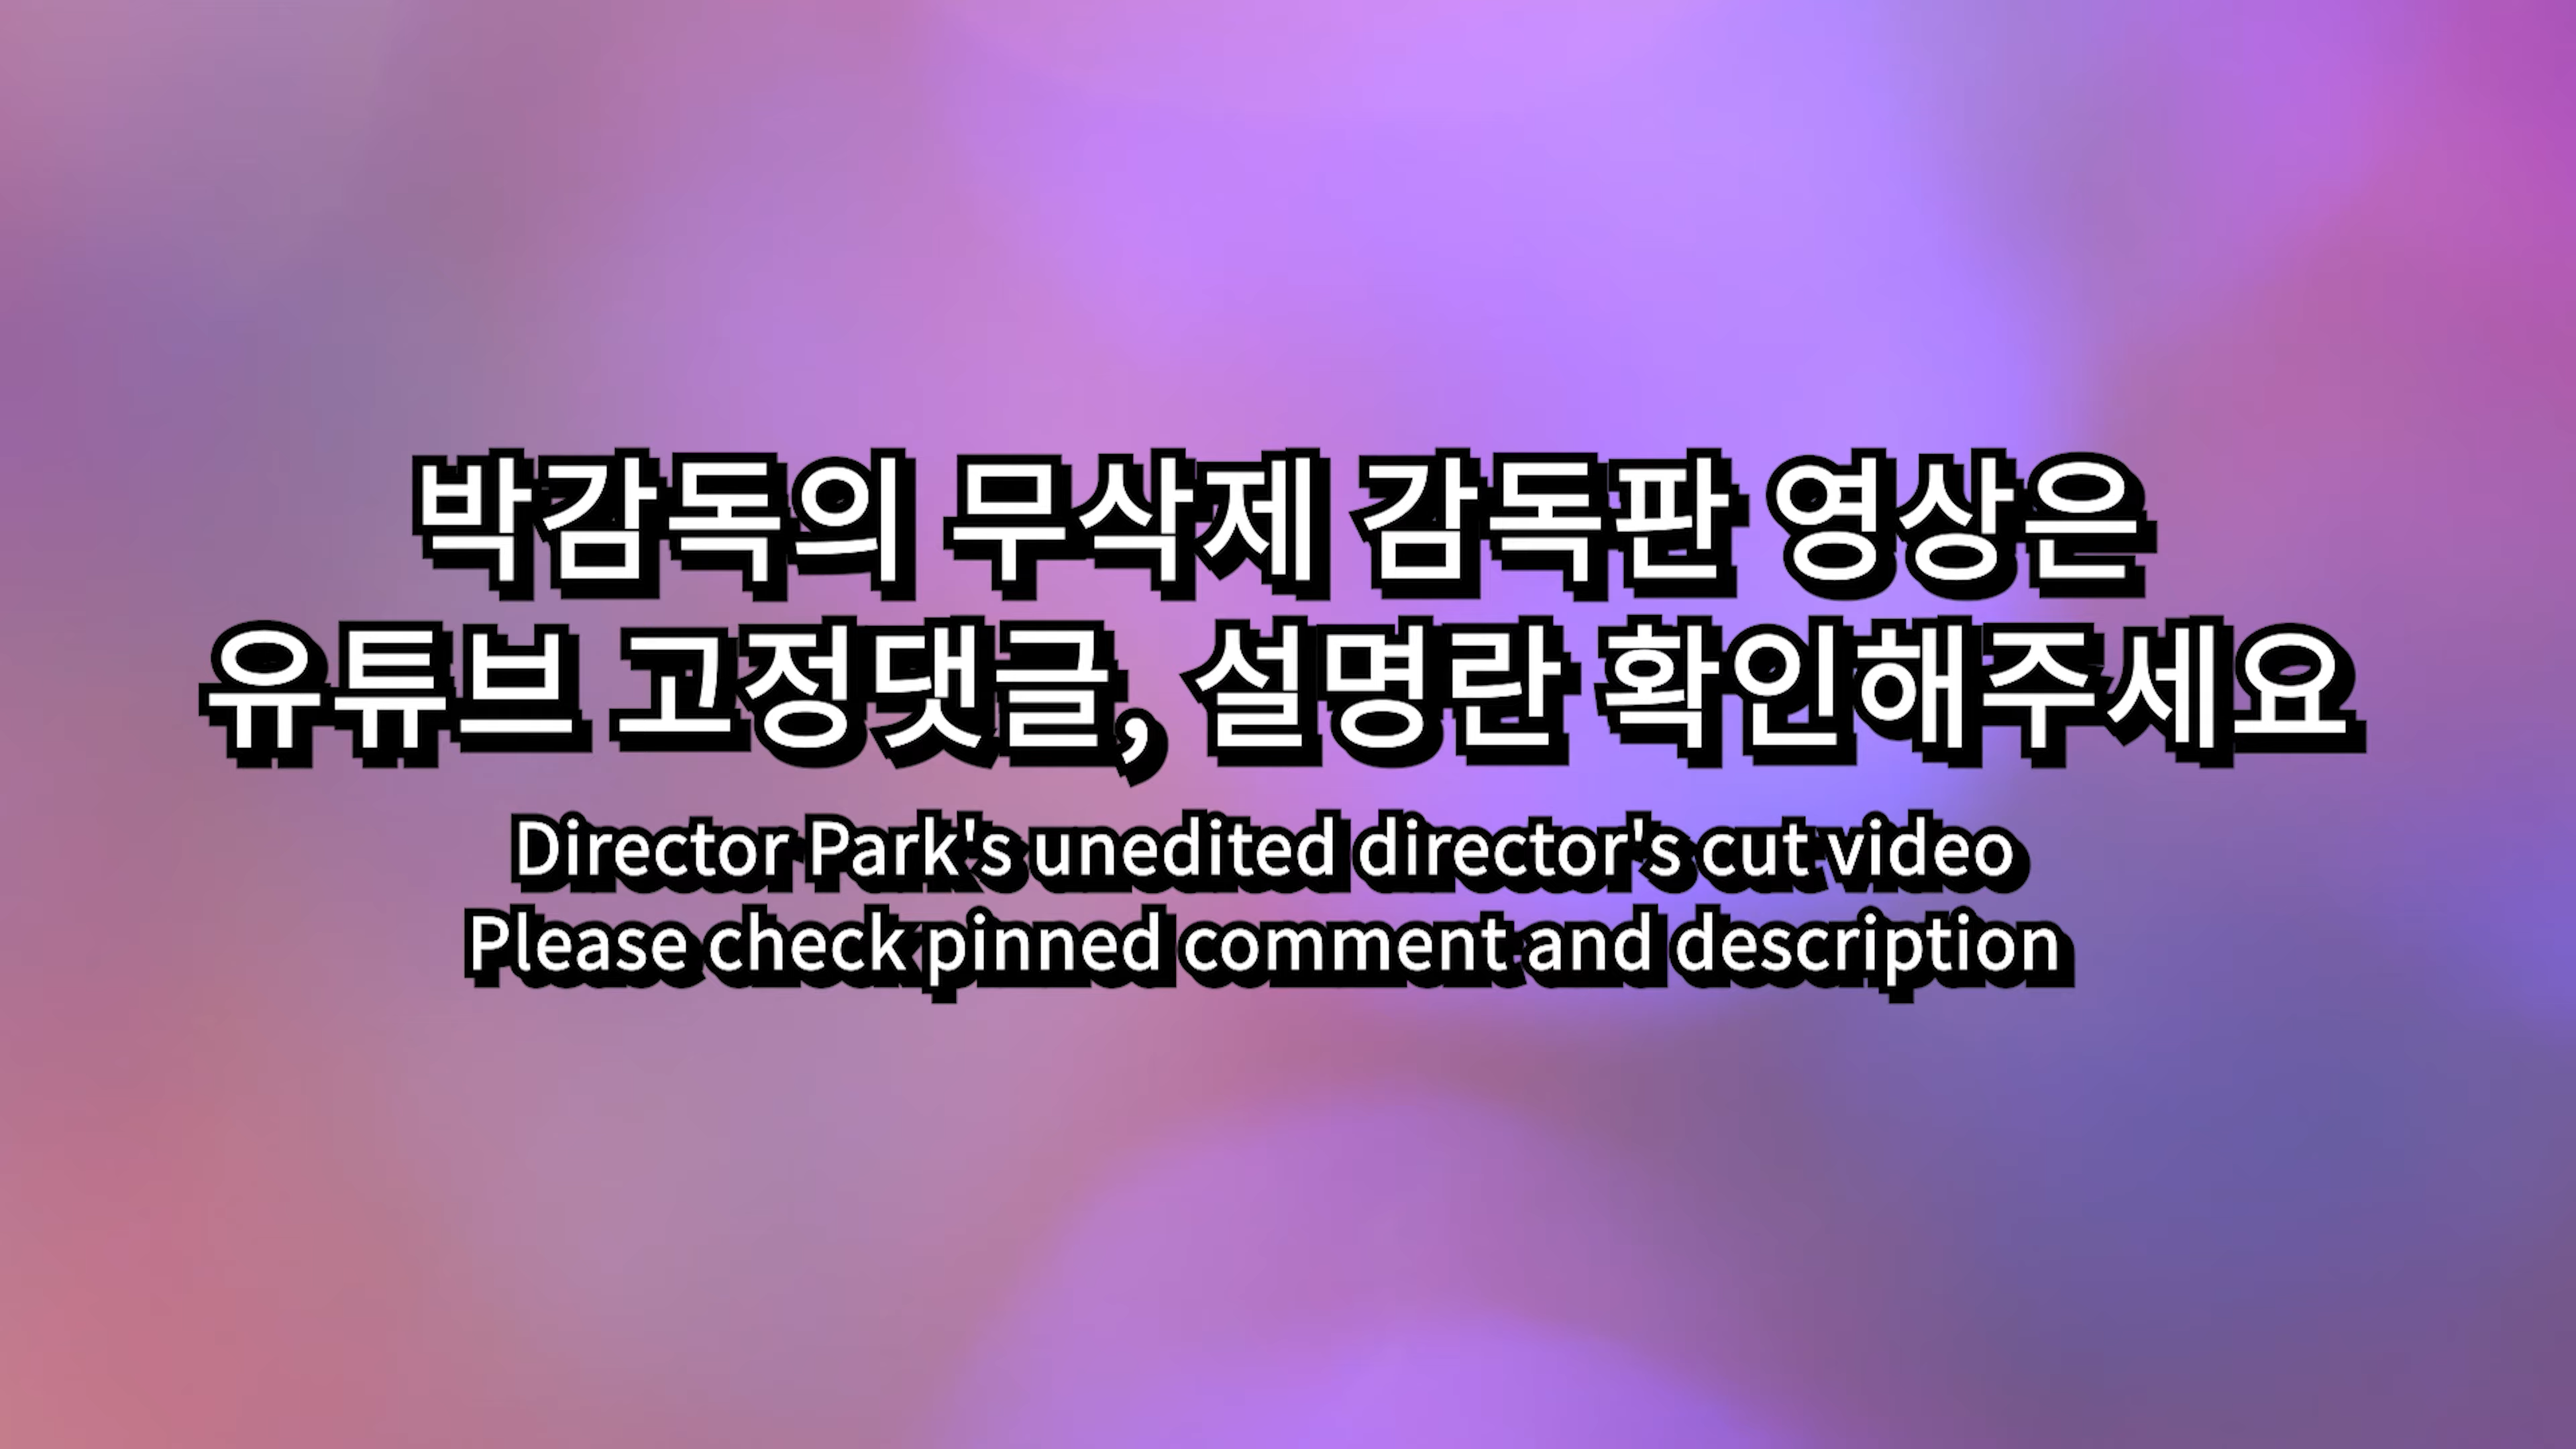 박감독의 무삭제 감독판 영상은
유튜브 고정댓글, 설명란 확인해주세요
Director Park's unedited director's cut video
Please check pinned comment and description